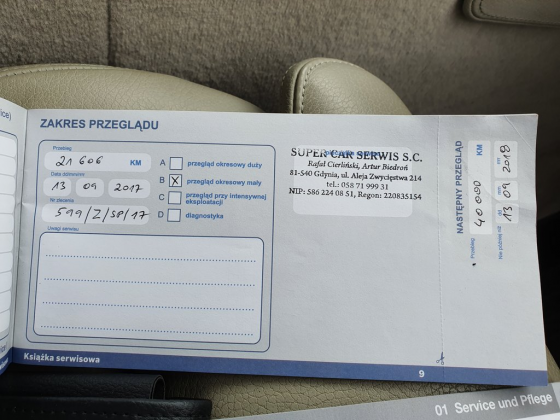 ZAKRES PRZEGLĄDU
Przebieg
21 606 KM
Data dd/mm/rrrr
13 09 2017
Nr zlecenia
599/Z/SP/17
A przegląd okresowy duży
B X przegląd okresowy mały
C przegląd przy intensywnej
eksploatacji
D diagnostyka
Uwagi serwisu
SUPER CAR SERWIS S.C.
Rafał Cierliński, Artur Biedroń
81-540 Gdynia, ul. Aleja Zwycięstwa 214
tel.: 058 71 999 31
NIP: 586 224 08 51, Regon: 220835154
NASTĘPNY PRZEGLĄD
Przebieg
40 000 KM
Nie później niż
13 09 2018
Książka serwisowa
9
01 Service und Pflege